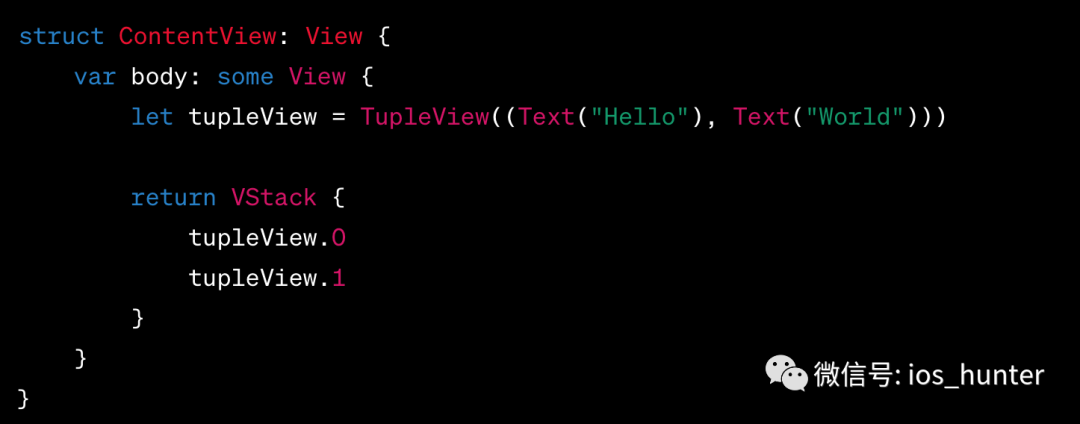 struct ContentView: View {
    var body: some View {
        let tupleView = TupleView((Text("Hello"), Text("World")))

        return VStack {
            tupleView.0
            tupleView.1
        }
    }
}
微信号: ios_hunter